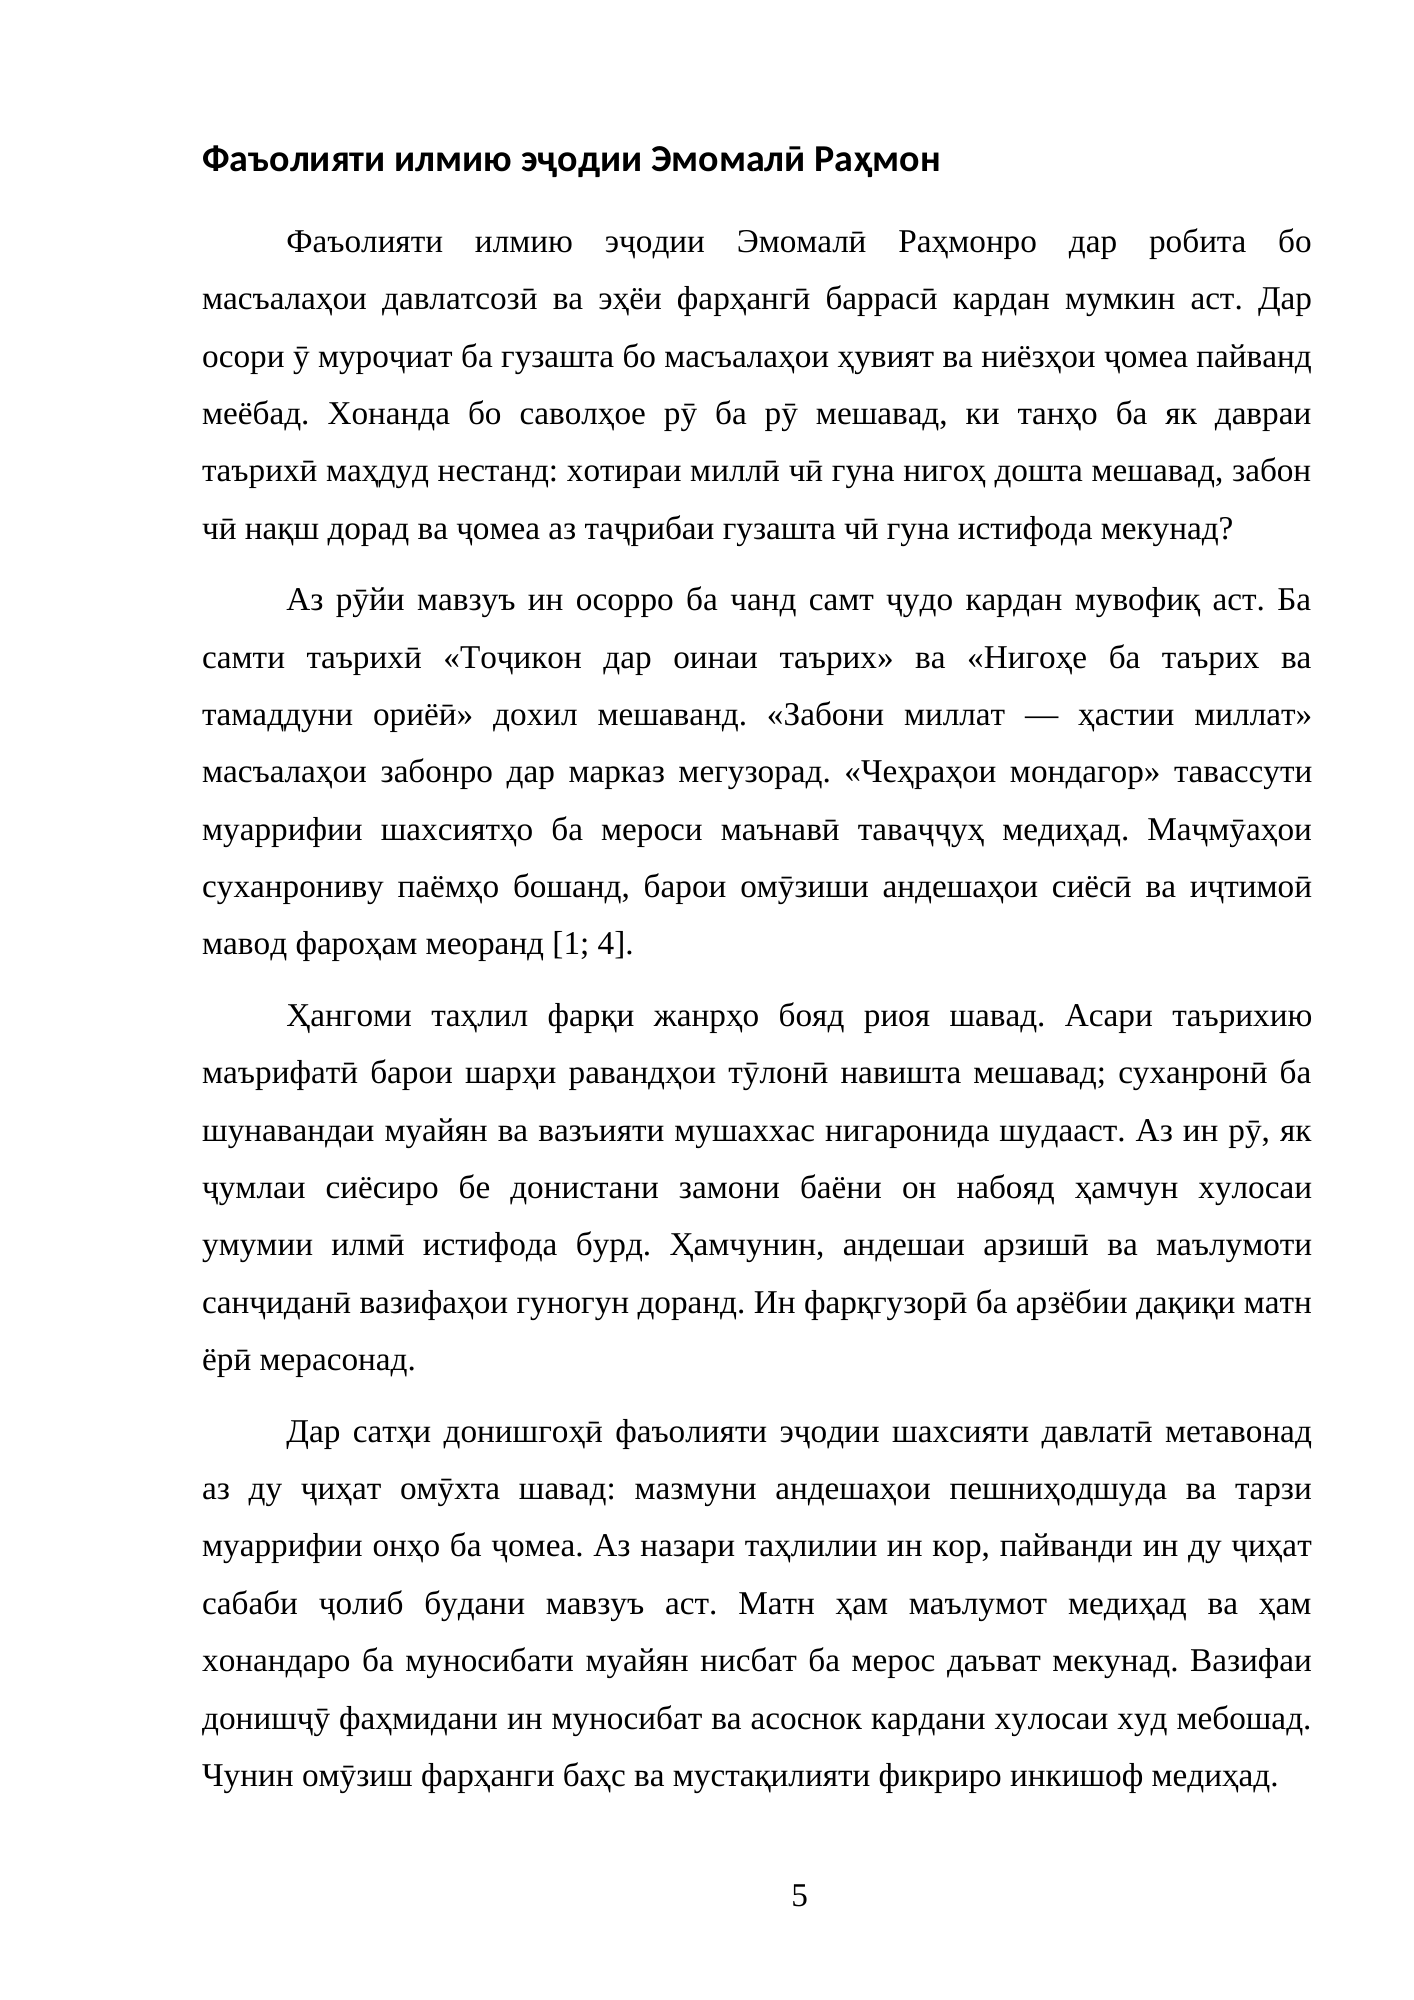 Фаъолияти илмию эҷодии Эмомалӣ Раҳмон
Фаъолияти илмию эҷодии Эмомалӣ Раҳмонро дар робита бо
масъалаҳои давлатсозӣ ва эҳёи фарҳангӣ баррасӣ кардан мумкин аст. Дар
осори ӯ муроҷиат ба гузашта бо масъалаҳои ҳувият ва ниёзҳои ҷомеа пайванд
меёбад. Хонанда бо саволҳое рӯ ба рӯ мешавад, ки танҳо ба як давраи
таърихӣ маҳдуд нестанд: хотираи миллӣ чӣ гуна нигоҳ дошта мешавад, забон
чӣ нақш дорад ва ҷомеа аз таҷрибаи гузашта чӣ гуна истифода мекунад?
Аз рӯйи мавзуъ ин осорро ба чанд самт ҷудо кардан мувофиқ аст. Ба
самти таърихӣ «Тоҷикон дар оинаи таърих» ва «Нигоҳе ба таърих ва
тамаддуни ориёӣ» дохил мешаванд. «Забони миллат — ҳастии миллат»
масъалаҳои забонро дар марказ мегузорад. «Чеҳраҳои мондагор» тавассути
муаррифии шахсиятҳо ба мероси маънавӣ таваҷҷуҳ медиҳад. Маҷмӯаҳои
суханрониву паёмҳо бошанд, барои омӯзиши андешаҳои сиёсӣ ва иҷтимоӣ
мавод фароҳам меоранд [1; 4].
Ҳангоми таҳлил фарқи жанрҳо бояд риоя шавад. Асари таърихию
маърифатӣ барои шарҳи равандҳои тӯлонӣ навишта мешавад; суханронӣ ба
шунавандаи муайян ва вазъияти мушаххас нигаронида шудааст. Аз ин рӯ, як
ҷумлаи сиёсиро бе донистани замони баёни он набояд ҳамчун хулосаи
умумии илмӣ истифода бурд. Ҳамчунин, андешаи арзишӣ ва маълумоти
санҷиданӣ вазифаҳои гуногун доранд. Ин фарқгузорӣ ба арзёбии дақиқи матн
ёрӣ мерасонад.
Дар сатҳи донишгоҳӣ фаъолияти эҷодии шахсияти давлатӣ метавонад
аз ду ҷиҳат омӯхта шавад: мазмуни андешаҳои пешниҳодшуда ва тарзи
муаррифии онҳо ба ҷомеа. Аз назари таҳлилии ин кор, пайванди ин ду ҷиҳат
сабаби ҷолиб будани мавзуъ аст. Матн ҳам маълумот медиҳад ва ҳам
хонандаро ба муносибати муайян нисбат ба мерос даъват мекунад. Вазифаи
донишҷӯ фаҳмидани ин муносибат ва асоснок кардани хулосаи худ мебошад.
Чунин омӯзиш фарҳанги баҳс ва мустақилияти фикриро инкишоф медиҳад.
5